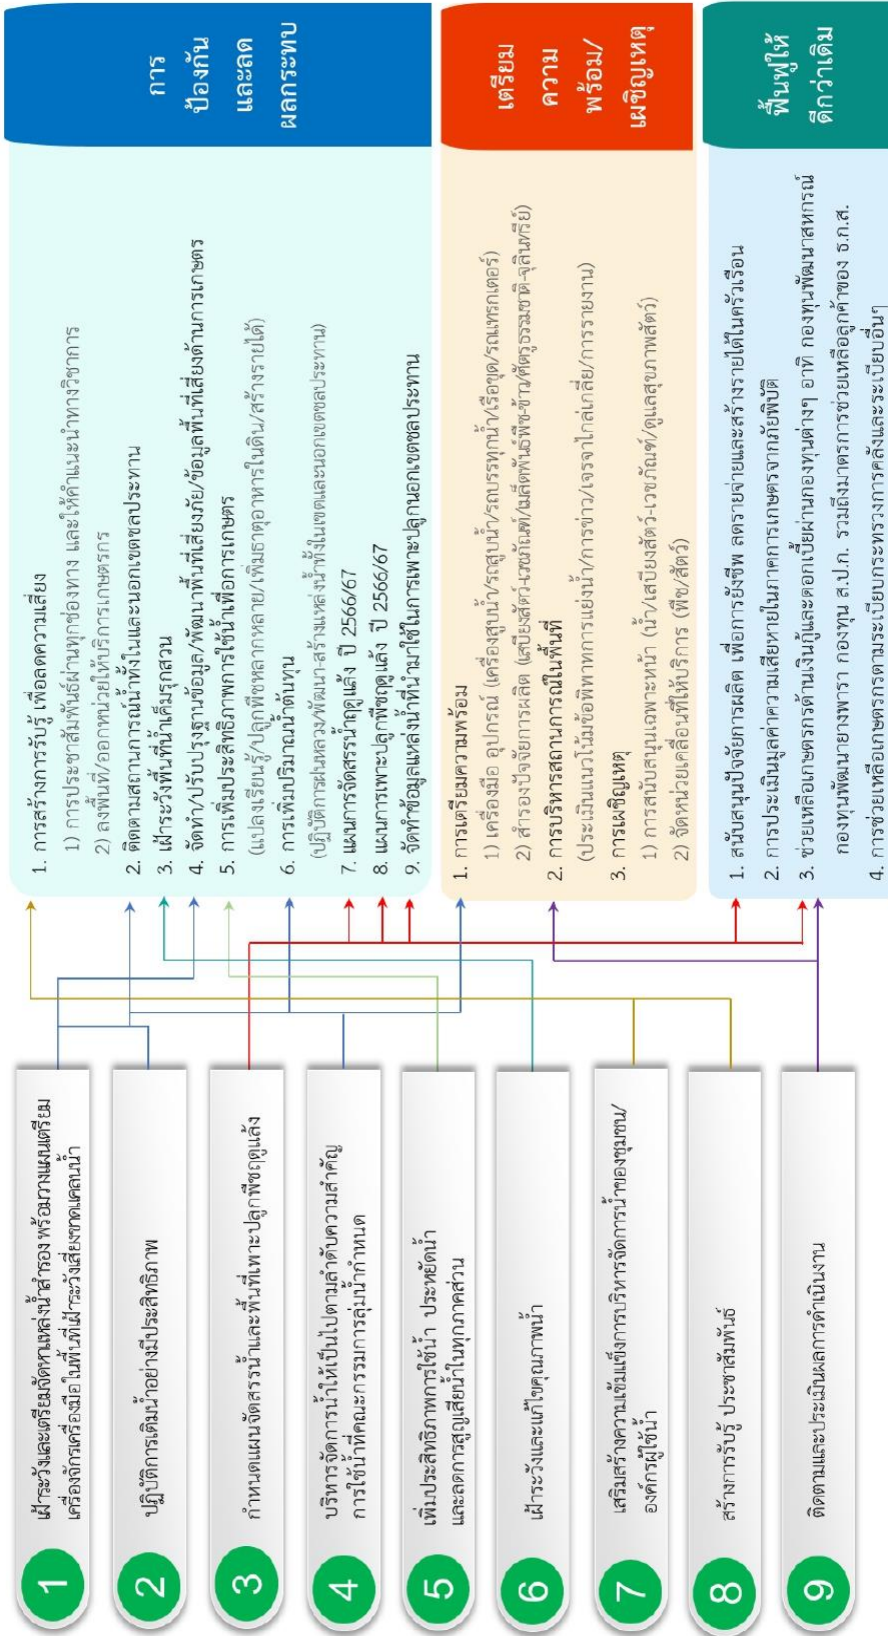 1
เฝ้าระวังและเตรียมจัดหาแหล่งน้ำสำรอง พร้อมวางแผนเตรียม
เครื่องจักรเครื่องมือในพื้นที่เฝ้าระวังเสี่ยงขาดแคลนน้ำ
2
ปฏิบัติการเติมน้ำอย่างมีประสิทธิภาพ
3
กำหนดแผนจัดสรรน้ำและพื้นที่เพาะปลูกพืชฤดูแล้ง
4
บริหารจัดการน้ำให้เป็นไปตามลำดับความสำคัญ
การใช้น้ำที่คณะกรรมการลุ่มน้ำกำหนด
5
เพิ่มประสิทธิภาพการใช้น้ำ ประหยัดน้ำ
และลดการสูญเสียน้ำในทุกภาคส่วน
6
เฝ้าระวังและแก้ไขคุณภาพน้ำ
7
เสริมสร้างความเข้มแข็งการบริหารจัดการน้ำของชุมชน/
องค์กรผู้ใช้น้ำ
8
สร้างการรับรู้ ประชาสัมพันธ์
9
ติดตามและประเมินผลการดำเนินงาน
1. การสร้างการรับรู้ เพื่อลดความเสี่ยง
1) การประชาสัมพันธ์ผ่านทุกช่องทาง และให้คำแนะนำทางวิชาการ
2) ลงพื้นที่/ออกหน่วยให้บริการเกษตรกร
2. ติดตามสถานการณ์น้ำทั้งในและนอกเขตชลประทาน
3. เฝ้าระวังพื้นที่น้ำเค็มรุกสวน
4. จัดทำ/ปรับปรุงฐานข้อมูล/พัฒนาพื้นที่เสี่ยงภัย/ข้อมูลพื้นที่เสี่ยงด้านการเกษตร
5. การเพิ่มประสิทธิภาพการใช้น้ำเพื่อการเกษตร
(แปลงเรียนรู้/ปลูกพืชหลากหลาย/เพิ่มธาตุอาหารในดิน/สร้างรายได้)
6. การเพิ่มปริมาณน้ำต้นทุน
(ปฏิบัติการฝนหลวง/พัฒนา-สร้างแหล่งน้ำทั้งในเขตและนอกเขตชลประทาน)
7. แผนการจัดสรรน้ำฤดูแล้ง ปี 2566/67
8. แผนการเพาะปลูกพืชฤดูแล้ง ปี 2566/67
9. จัดทำข้อมูลแหล่งน้ำที่นำมาใช้ในการเพาะปลูกนอกเขตชลประทาน
การ
ป้องกัน
และลด
ผลกระทบ
1. การเตรียมความพร้อม
1) เครื่องมือ อุปกรณ์ (เครื่องสูบน้ำ/รถสูบน้ำ/รถบรรทุกน้ำ/เรือขุด/รถแทรกเตอร์)
2) สำรองปัจจัยการผลิต (เสบียงสัตว์-เวชภัณฑ์/เมล็ดพันธุ์พืช-ข้าว/ศัตรูธรรมชาติ-จุลินทรีย์)
2. การบริหารสถานการณ์ในพื้นที่
(ประเมินแนวโน้มข้อพิพาทการแย่งน้ำ/การข่าว/เจรจาไกล่เกลี่ย/การรายงาน)
3. การเผชิญเหตุ
1) การสนับสนุนเฉพาะหน้า (น้ำ/เสบียงสัตว์-เวชภัณฑ์/ดูแลสุขภาพสัตว์)
2) จัดหน่วยเคลื่อนที่ให้บริการ (พืช/สัตว์)
เตรียม
ความ
พร้อม/
เผชิญเหตุ
1. สนับสนุนปัจจัยการผลิต เพื่อการยังชีพ ลดรายจ่ายและสร้างรายได้ในครัวเรือน
2. การประเมินมูลค่าความเสียหายในภาคการเกษตรจากภัยพิบัติ
3. ช่วยเหลือเกษตรกรด้านเงินกู้และดอกเบี้ยผ่านกองทุนต่างๆ อาทิ กองทุนพัฒนาสหกรณ์
กองทุนพัฒนายางพารา กองทุน ส.ป.ก. รวมถึงมาตรการช่วยเหลือลูกค้าของ ธ.ก.ส.
4. การช่วยเหลือเกษตรกรตามระเบียบกระทรวงการคลังและระเบียบอื่นๆ
ฟื้นฟูให้
ดีกว่าเดิม